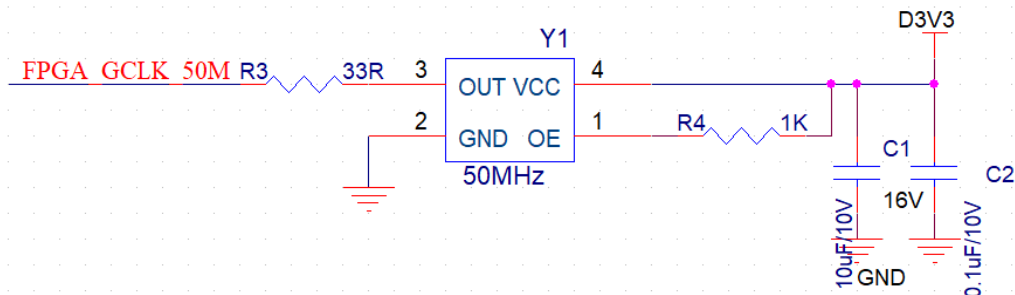 D3V3
Y1
FPGA_GCLK_50M R3 33R 3 OUT VCC 4
2 GND OE 1 R4 1K
50MHz
C1
C2
16V
10uF/10V
0.1uF/10V
GND